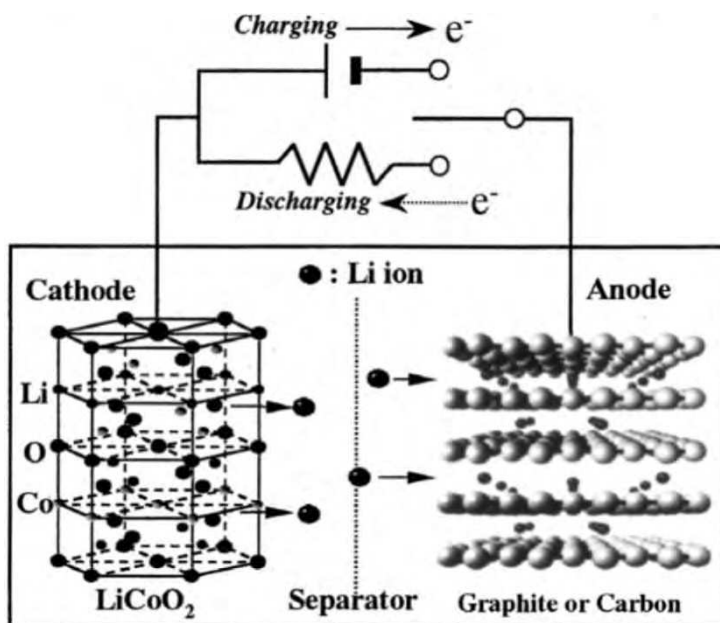 Charging e⁻
Discharging e⁻
: Li ion
Cathode
Anode
Li
O
Co
LiCoO₂
Separator
Graphite or Carbon